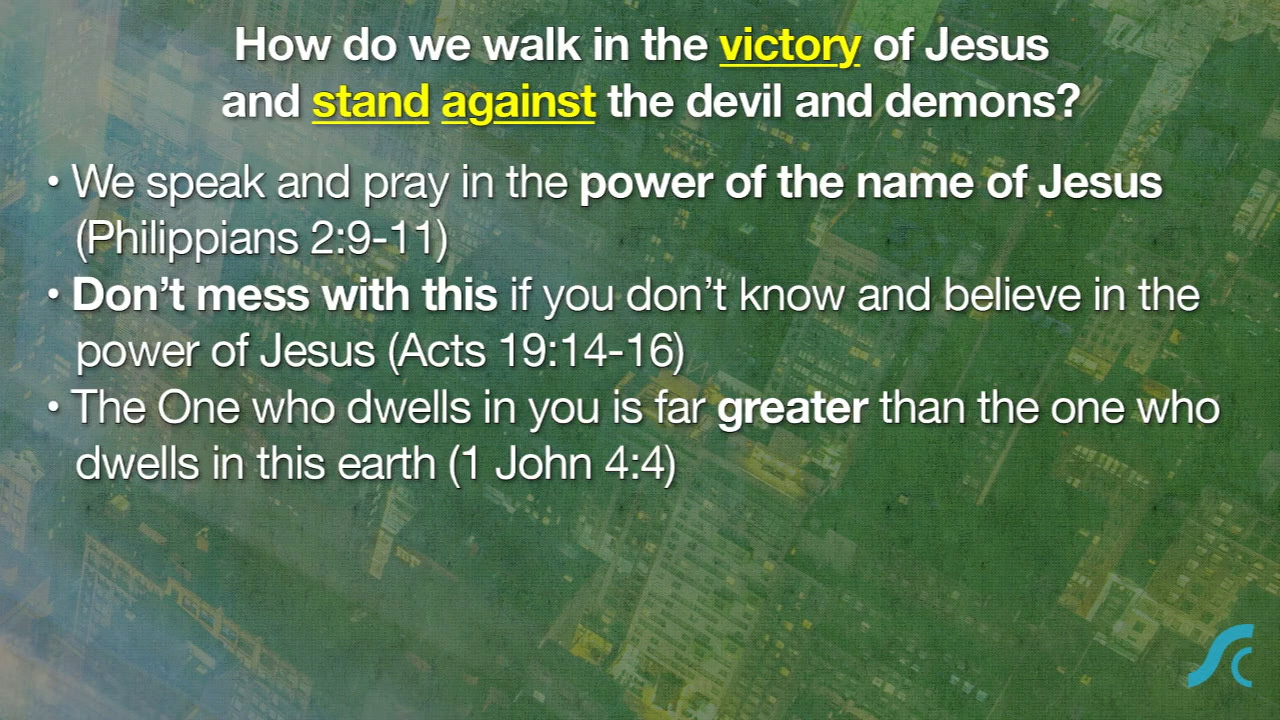 How do we walk in the victory of Jesus
and stand against the devil and demons?
• We speak and pray in the power of the name of Jesus
(Philippians 2:9-11)
• Don’t mess with this if you don’t know and believe in the
power of Jesus (Acts 19:14-16)
• The One who dwells in you is far greater than the one who
dwells in this earth (1 John 4:4)